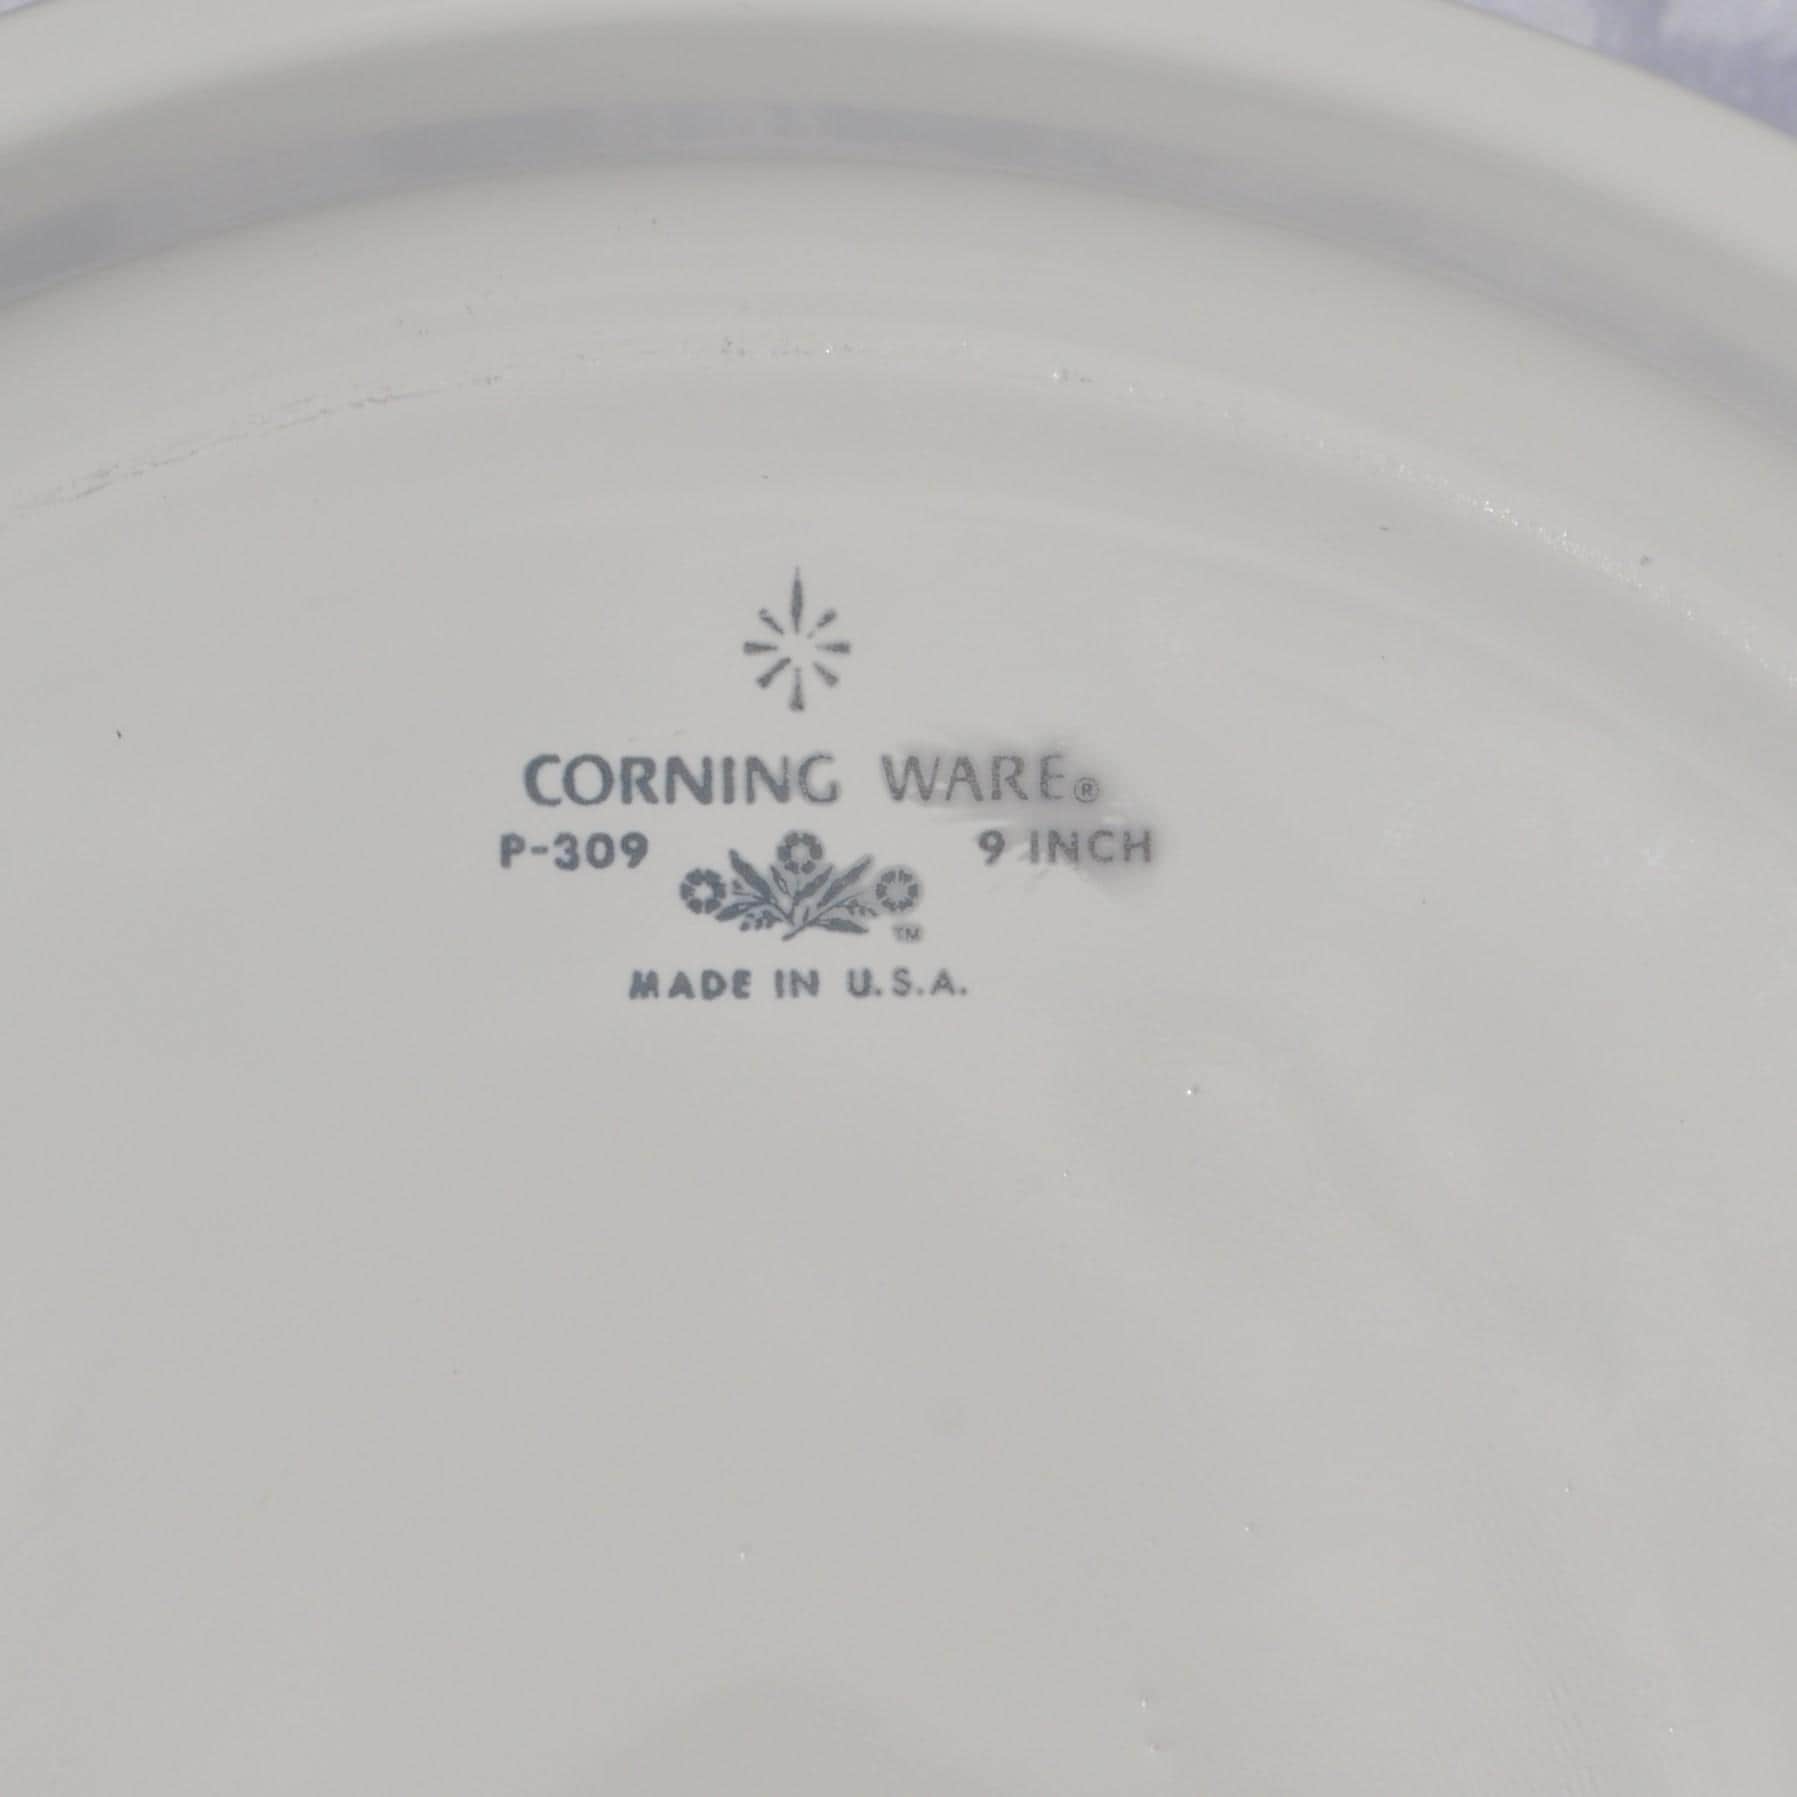 CORNING WARE®
P-309 9 INCH
TM
MADE IN U.S.A.